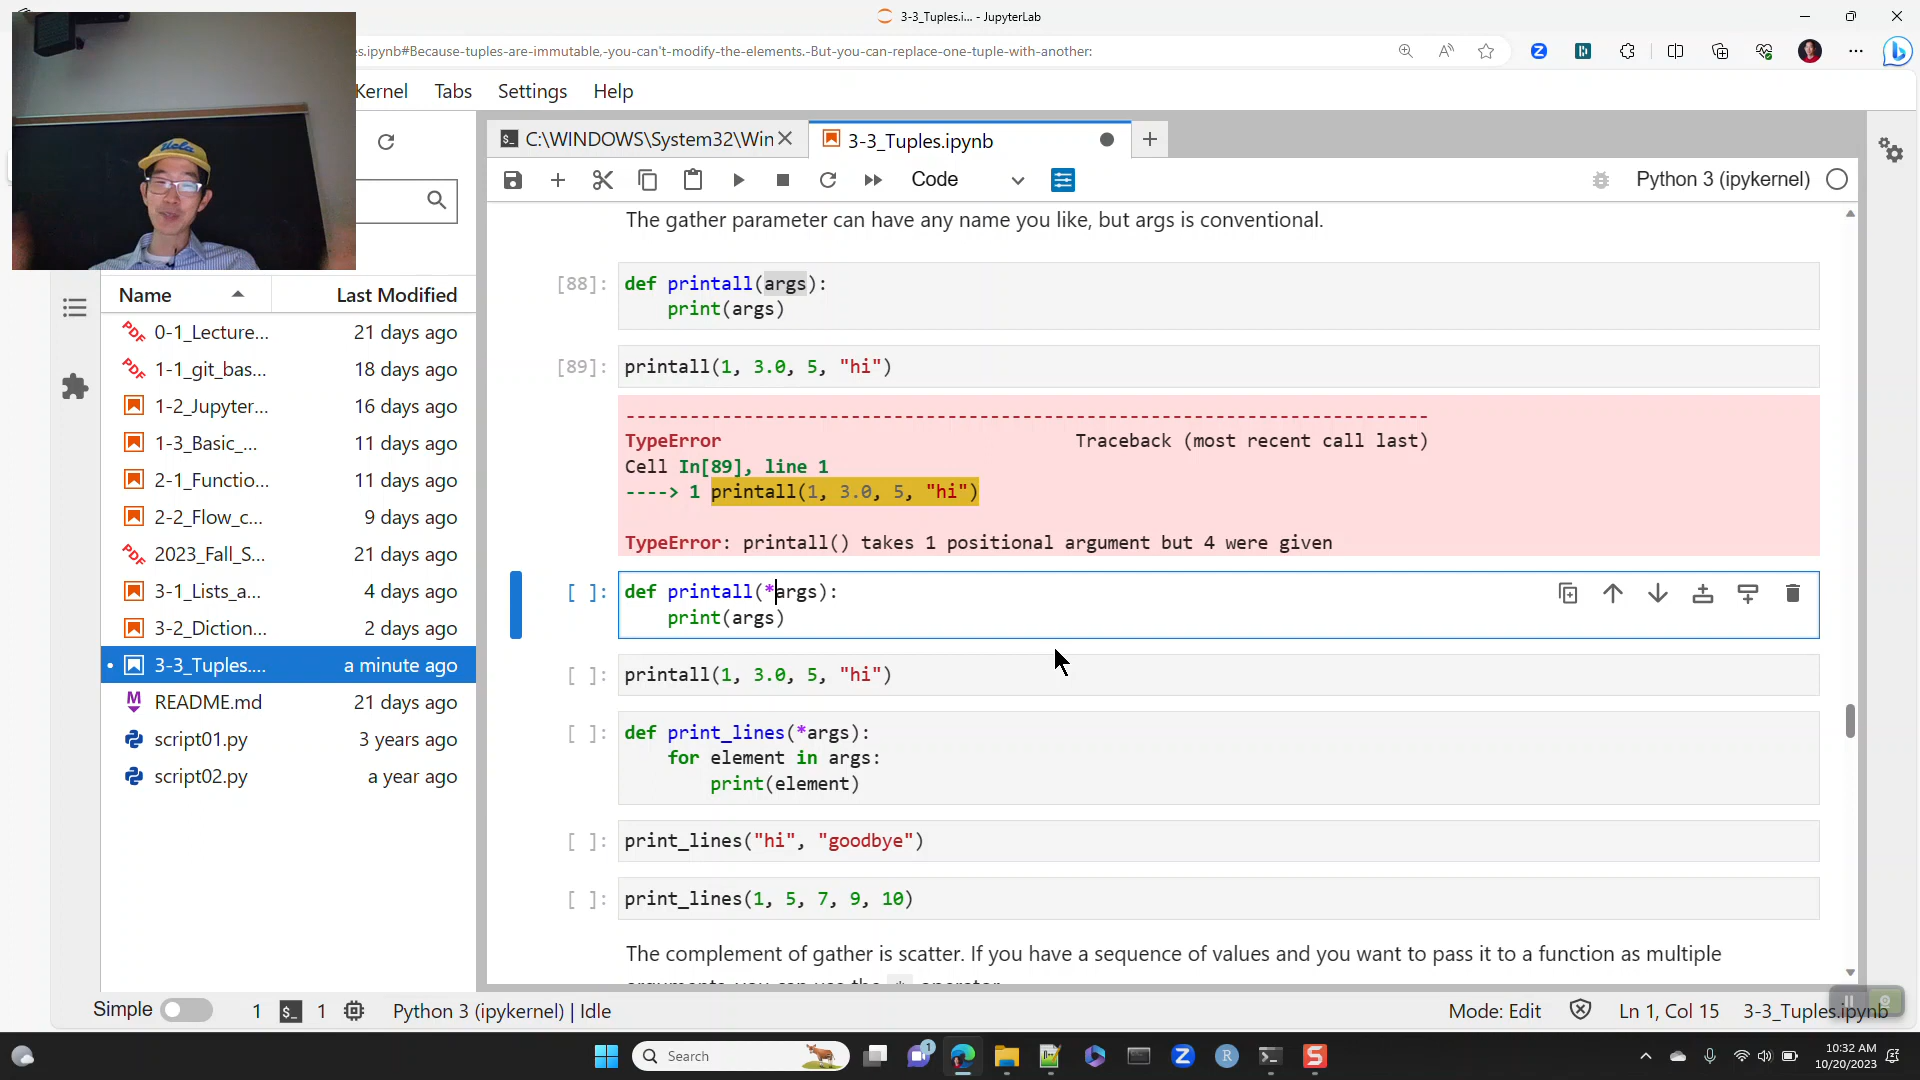 3-3_Tuples.i... - JupyterLab
s.ipynb#Because-tuples-are-immutable,-you-can't-modify-the-elements.-But-you-can-replace-one-tuple-with-another:
Kernel Tabs Settings Help
C:\WINDOWS\System32\Win
3-3_Tuples.ipynb
Code
Python 3 (ipykernel)
The gather parameter can have any name you like, but args is conventional.
[88]: def printall(args):
print(args)
[89]: printall(1, 3.0, 5, "hi")
---------------------------------------------------------------------------
TypeError Traceback (most recent call last)
Cell In[89], line 1
----> 1 printall(1, 3.0, 5, "hi")
TypeError: printall() takes 1 positional argument but 4 were given
[ ]: def printall(*args):
print(args)
[ ]: printall(1, 3.0, 5, "hi")
[ ]: def print_lines(*args):
for element in args:
print(element)
[ ]: print_lines("hi", "goodbye")
[ ]: print_lines(1, 5, 7, 9, 10)
The complement of gather is scatter. If you have a sequence of values and you want to pass it to a function as multiple
Name Last Modified
0-1_Lecture... 21 days ago
1-1_git_bas... 18 days ago
1-2_Jupyter... 16 days ago
1-3_Basic_... 11 days ago
2-1_Functio... 11 days ago
2-2_Flow_c... 9 days ago
2023_Fall_S... 21 days ago
3-1_Lists_a... 4 days ago
3-2_Diction... 2 days ago
3-3_Tuples.... a minute ago
README.md 21 days ago
script01.py 3 years ago
script02.py a year ago
Simple 1 1 Python 3 (ipykernel) | Idle
Mode: Edit Ln 1, Col 15 3-3_Tuples.ipynb
Search
10:32 AM
10/20/2023